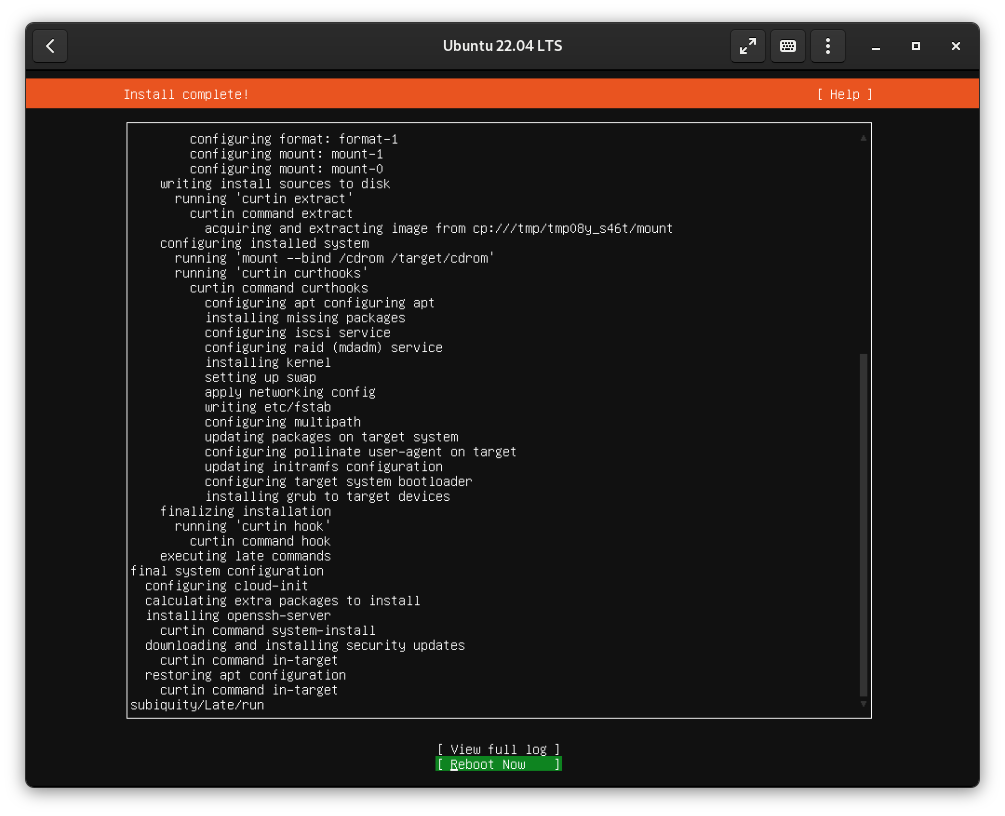 Ubuntu 22.04 LTS
Install complete!
[ Help ]
configuring format: format-1
configuring mount: mount-1
configuring mount: mount-0
writing install sources to disk
running 'curtin extract'
curtin command extract
acquiring and extracting image from cp:///tmp/tmp08y_s46t/mount
configuring installed system
running 'mount --bind /cdrom /target/cdrom'
running 'curtin curthooks'
curtin command curthooks
configuring apt configuring apt
installing missing packages
configuring iscsi service
configuring raid (mdadm) service
installing kernel
setting up swap
apply networking config
writing etc/fstab
configuring multipath
updating packages on target system
configuring pollinate user-agent on target
updating initramfs configuration
configuring target system bootloader
installing grub to target devices
finalizing installation
running 'curtin hook'
curtin command hook
executing late commands
final system configuration
configuring cloud-init
calculating extra packages to install
installing openssh-server
curtin command system-install
downloading and installing security updates
curtin command in-target
restoring apt configuration
curtin command in-target
subiquity/Late/run
[ View full log ]
[ Reboot Now ]